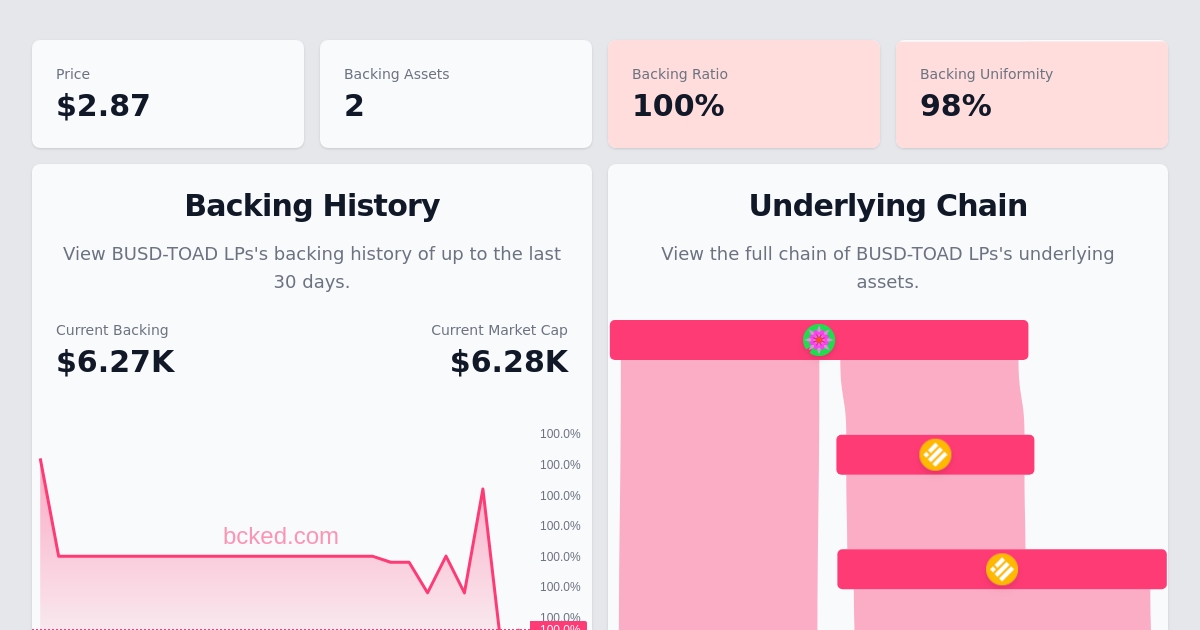 Price
$2.87
Backing Assets
2
Backing Ratio
100%
Backing Uniformity
98%
Backing History
View BUSD-TOAD LPs's backing history of up to the last
30 days.
Current Backing
$6.27K
Current Market Cap
$6.28K
100.0%
100.0%
100.0%
100.0%
100.0%
100.0%
100.0%
100.0%
bcked.com
Underlying Chain
View the full chain of BUSD-TOAD LPs's underlying
assets.